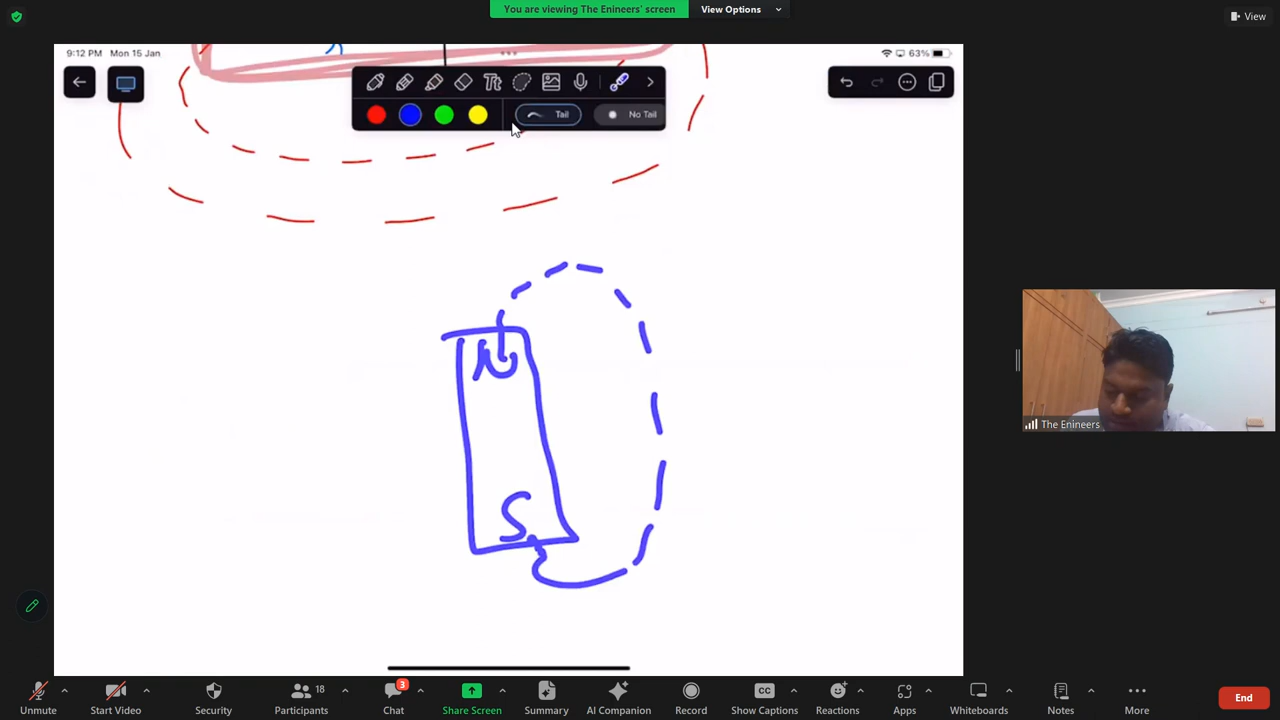 You are viewing The Enineers' screen
View Options
View
9:12 PM Mon 15 Jan
63%
Tt
Tail
No Tail
N
S
The Enineers
Unmute
Start Video
Security
18
Participants
3
Chat
Share Screen
Summary
AI Companion
Record
CC
Show Captions
Reactions
Apps
Whiteboards
Notes
More
End